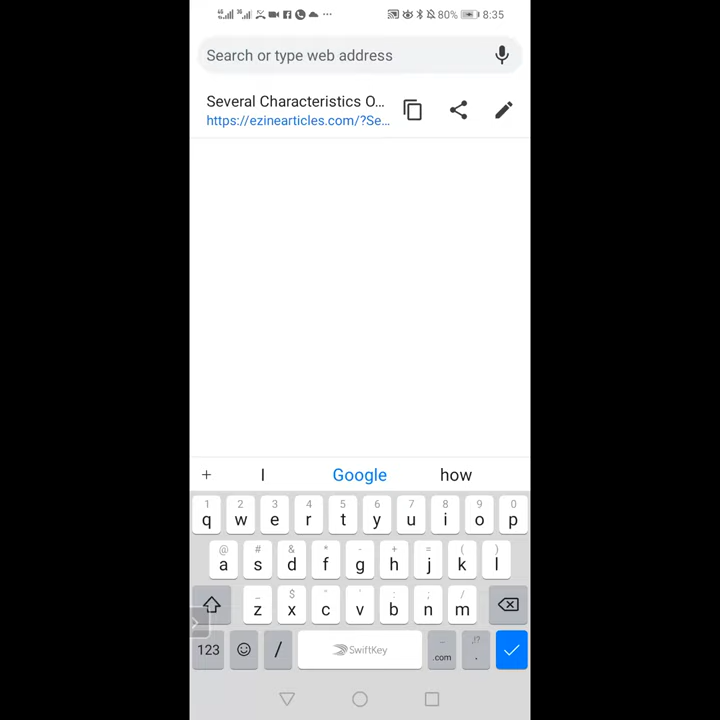 80% 8:35
Search or type web address
Several Characteristics O...
https://ezinearticles.com/?Se...
+ I Google how
1 2 3 4 5 6 7 8 9 0
q w e r t y u i o p
@ # & * - + = ( )
a s d f g h j k l
_ $ " ' : ; /
z x c v b n m
123 / SwiftKey .com ,!? .